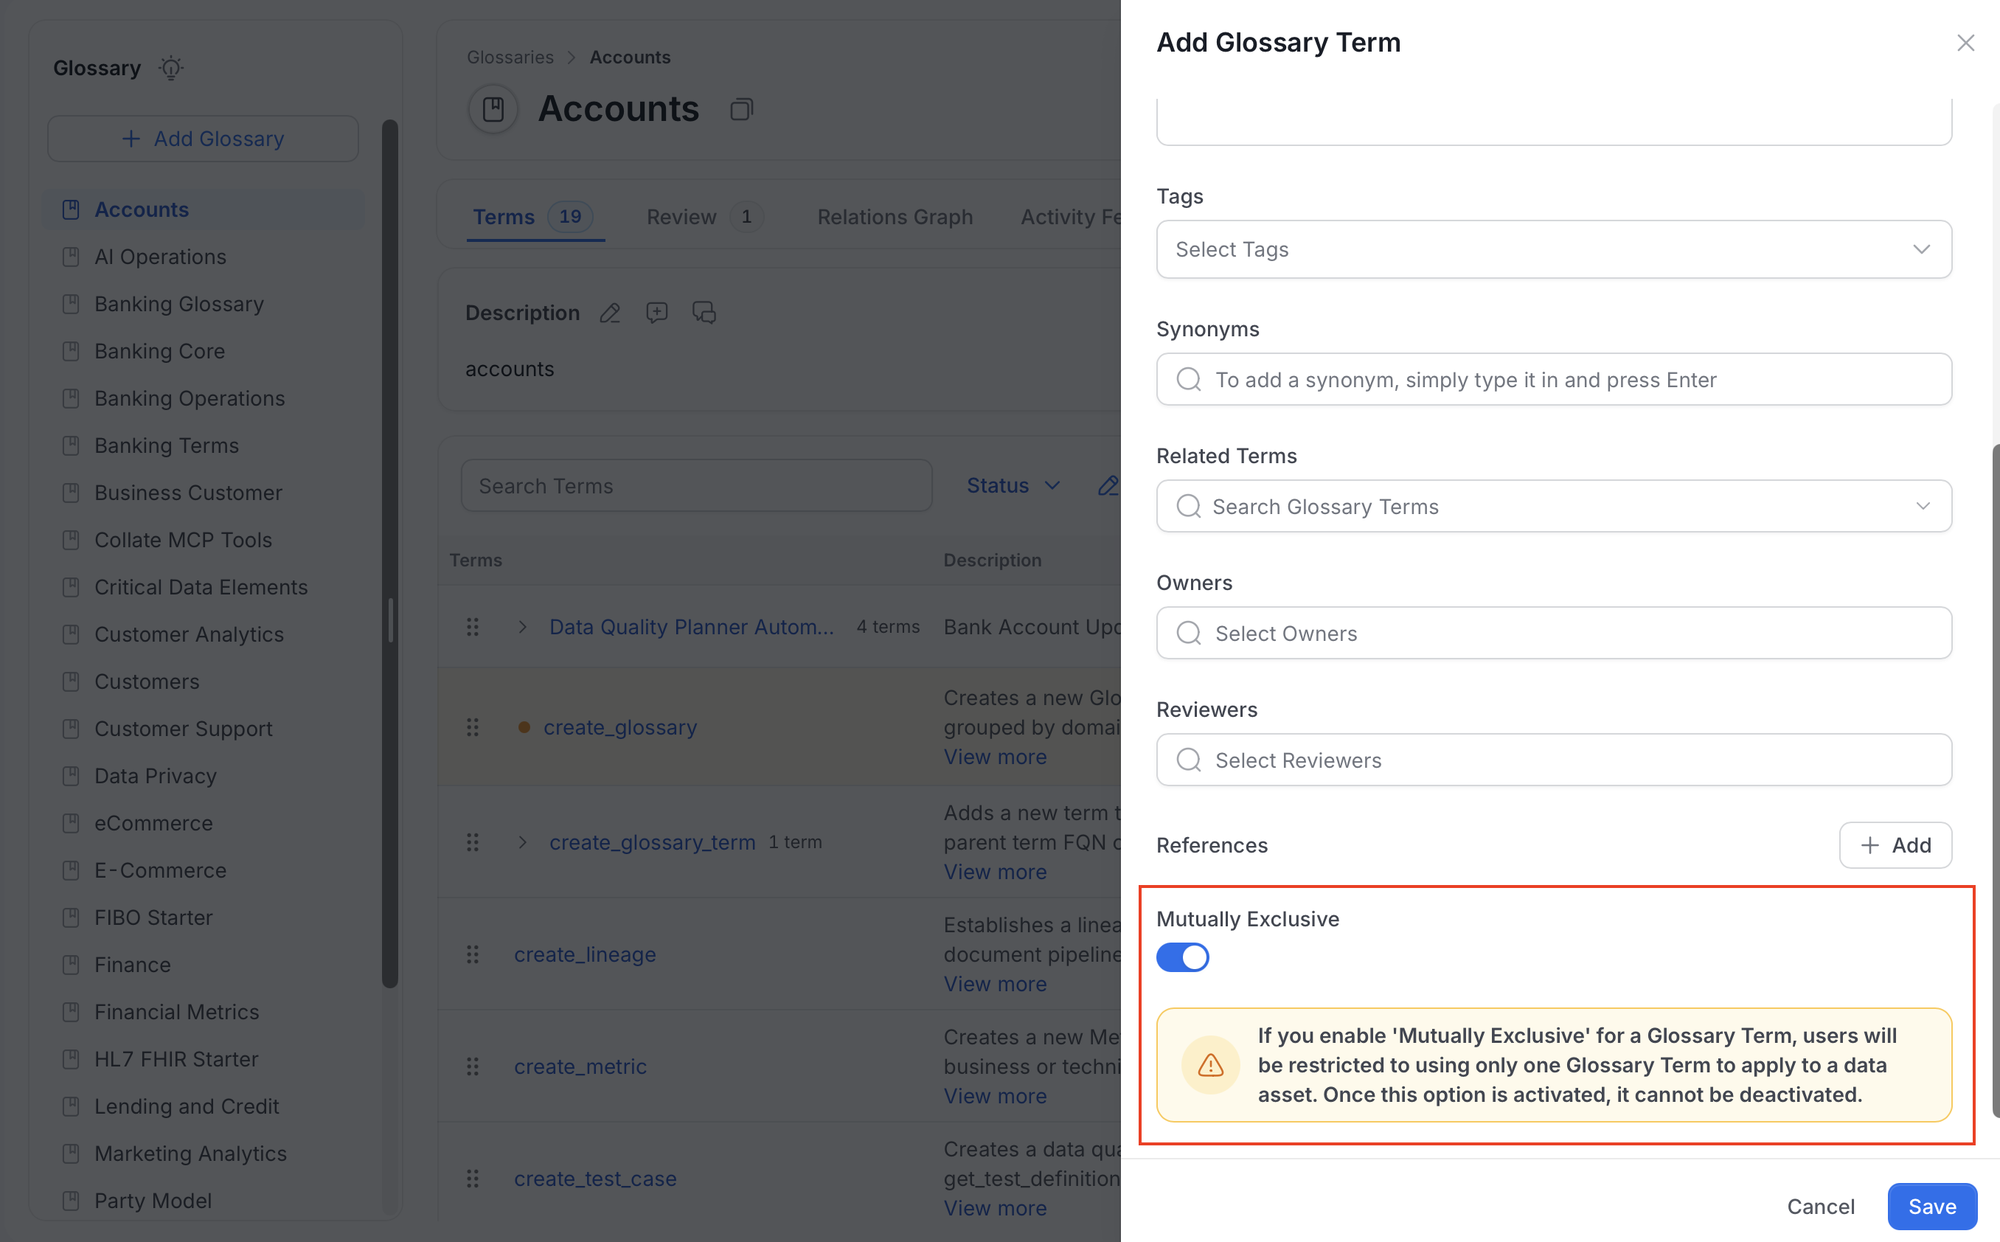 Glossary
Add Glossary
Accounts
AI Operations
Banking Glossary
Banking Core
Banking Operations
Banking Terms
Business Customer
Collate MCP Tools
Critical Data Elements
Customer Analytics
Customers
Customer Support
Data Privacy
eCommerce
E-Commerce
FIBO Starter
Finance
Financial Metrics
HL7 FHIR Starter
Lending and Credit
Marketing Analytics
Party Model
Glossaries > Accounts
Accounts
Terms 19 Review 1 Relations Graph Activity Fe
Description
accounts
Search Terms Status
Terms Description
Data Quality Planner Autom... 4 terms Bank Account Upd
create_glossary
Creates a new Glo
grouped by domai
View more
create_glossary_term 1 term
Adds a new term t
parent term FQN
View more
create_lineage
Establishes a linea
document pipeline
View more
create_metric
Creates a new Me
business or techni
View more
create_test_case
Creates a data qua
get_test_definition
View more
Add Glossary Term
Tags
Select Tags
Synonyms
To add a synonym, simply type it in and press Enter
Related Terms
Search Glossary Terms
Owners
Select Owners
Reviewers
Select Reviewers
References
Add
Mutually Exclusive
If you enable 'Mutually Exclusive' for a Glossary Term, users will
be restricted to using only one Glossary Term to apply to a data
asset. Once this option is activated, it cannot be deactivated.
Cancel Save